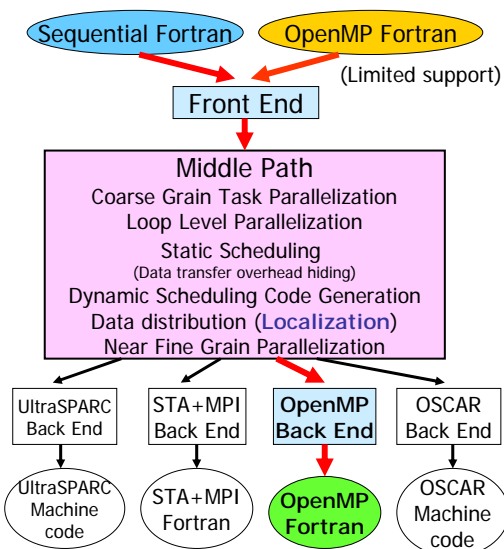 Sequential Fortran
OpenMP Fortran
(Limited support)
Front End
Middle Path
Coarse Grain Task Parallelization
Loop Level Parallelization
Static Scheduling
(Data transfer overhead hiding)
Dynamic Scheduling Code Generation
Data distribution (Localization)
Near Fine Grain Parallelization
UltraSPARC
Back End
STA+MPI
Back End
OpenMP
Back End
OSCAR
Back End
UltraSPARC
Machine
code
STA+MPI
Fortran
OpenMP
Fortran
OSCAR
Machine
code